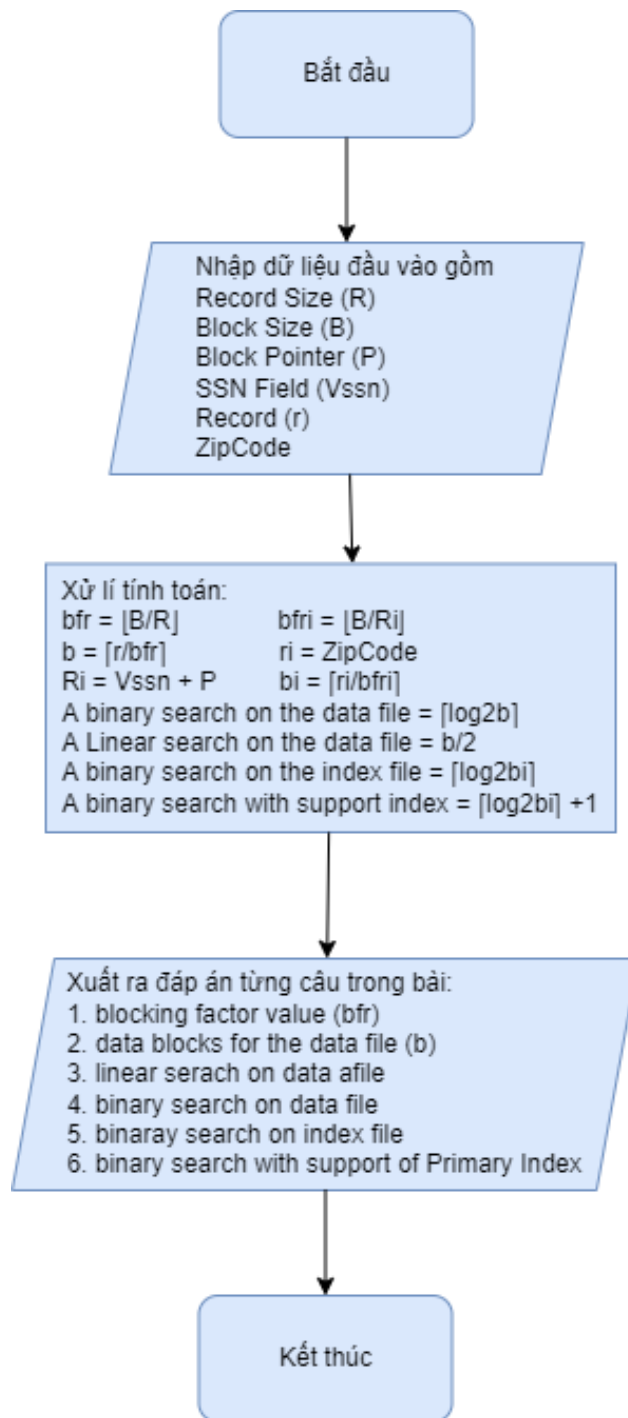 Bắt đầu
Nhập dữ liệu đầu vào gồm
Record Size (R)
Block Size (B)
Block Pointer (P)
SSN Field (Vssn)
Record (r)
ZipCode
Xử lí tính toán:
bfr = ⌊B/R⌋ bfri = ⌊B/Ri⌋
b = ⌈r/bfr⌉ ri = ZipCode
Ri = Vssn + P bi = ⌈ri/bfri⌉
A binary search on the data file = ⌈log2b⌉
A Linear search on the data file = b/2
A binary search on the index file = ⌈log2bi⌉
A binary search with support index = ⌈log2bi⌉ +1
Xuất ra đáp án từng câu trong bài:
1. blocking factor value (bfr)
2. data blocks for the data file (b)
3. linear serach on data afile
4. binary search on data file
5. binaray search on index file
6. binary search with support of Primary Index
Kết thúc